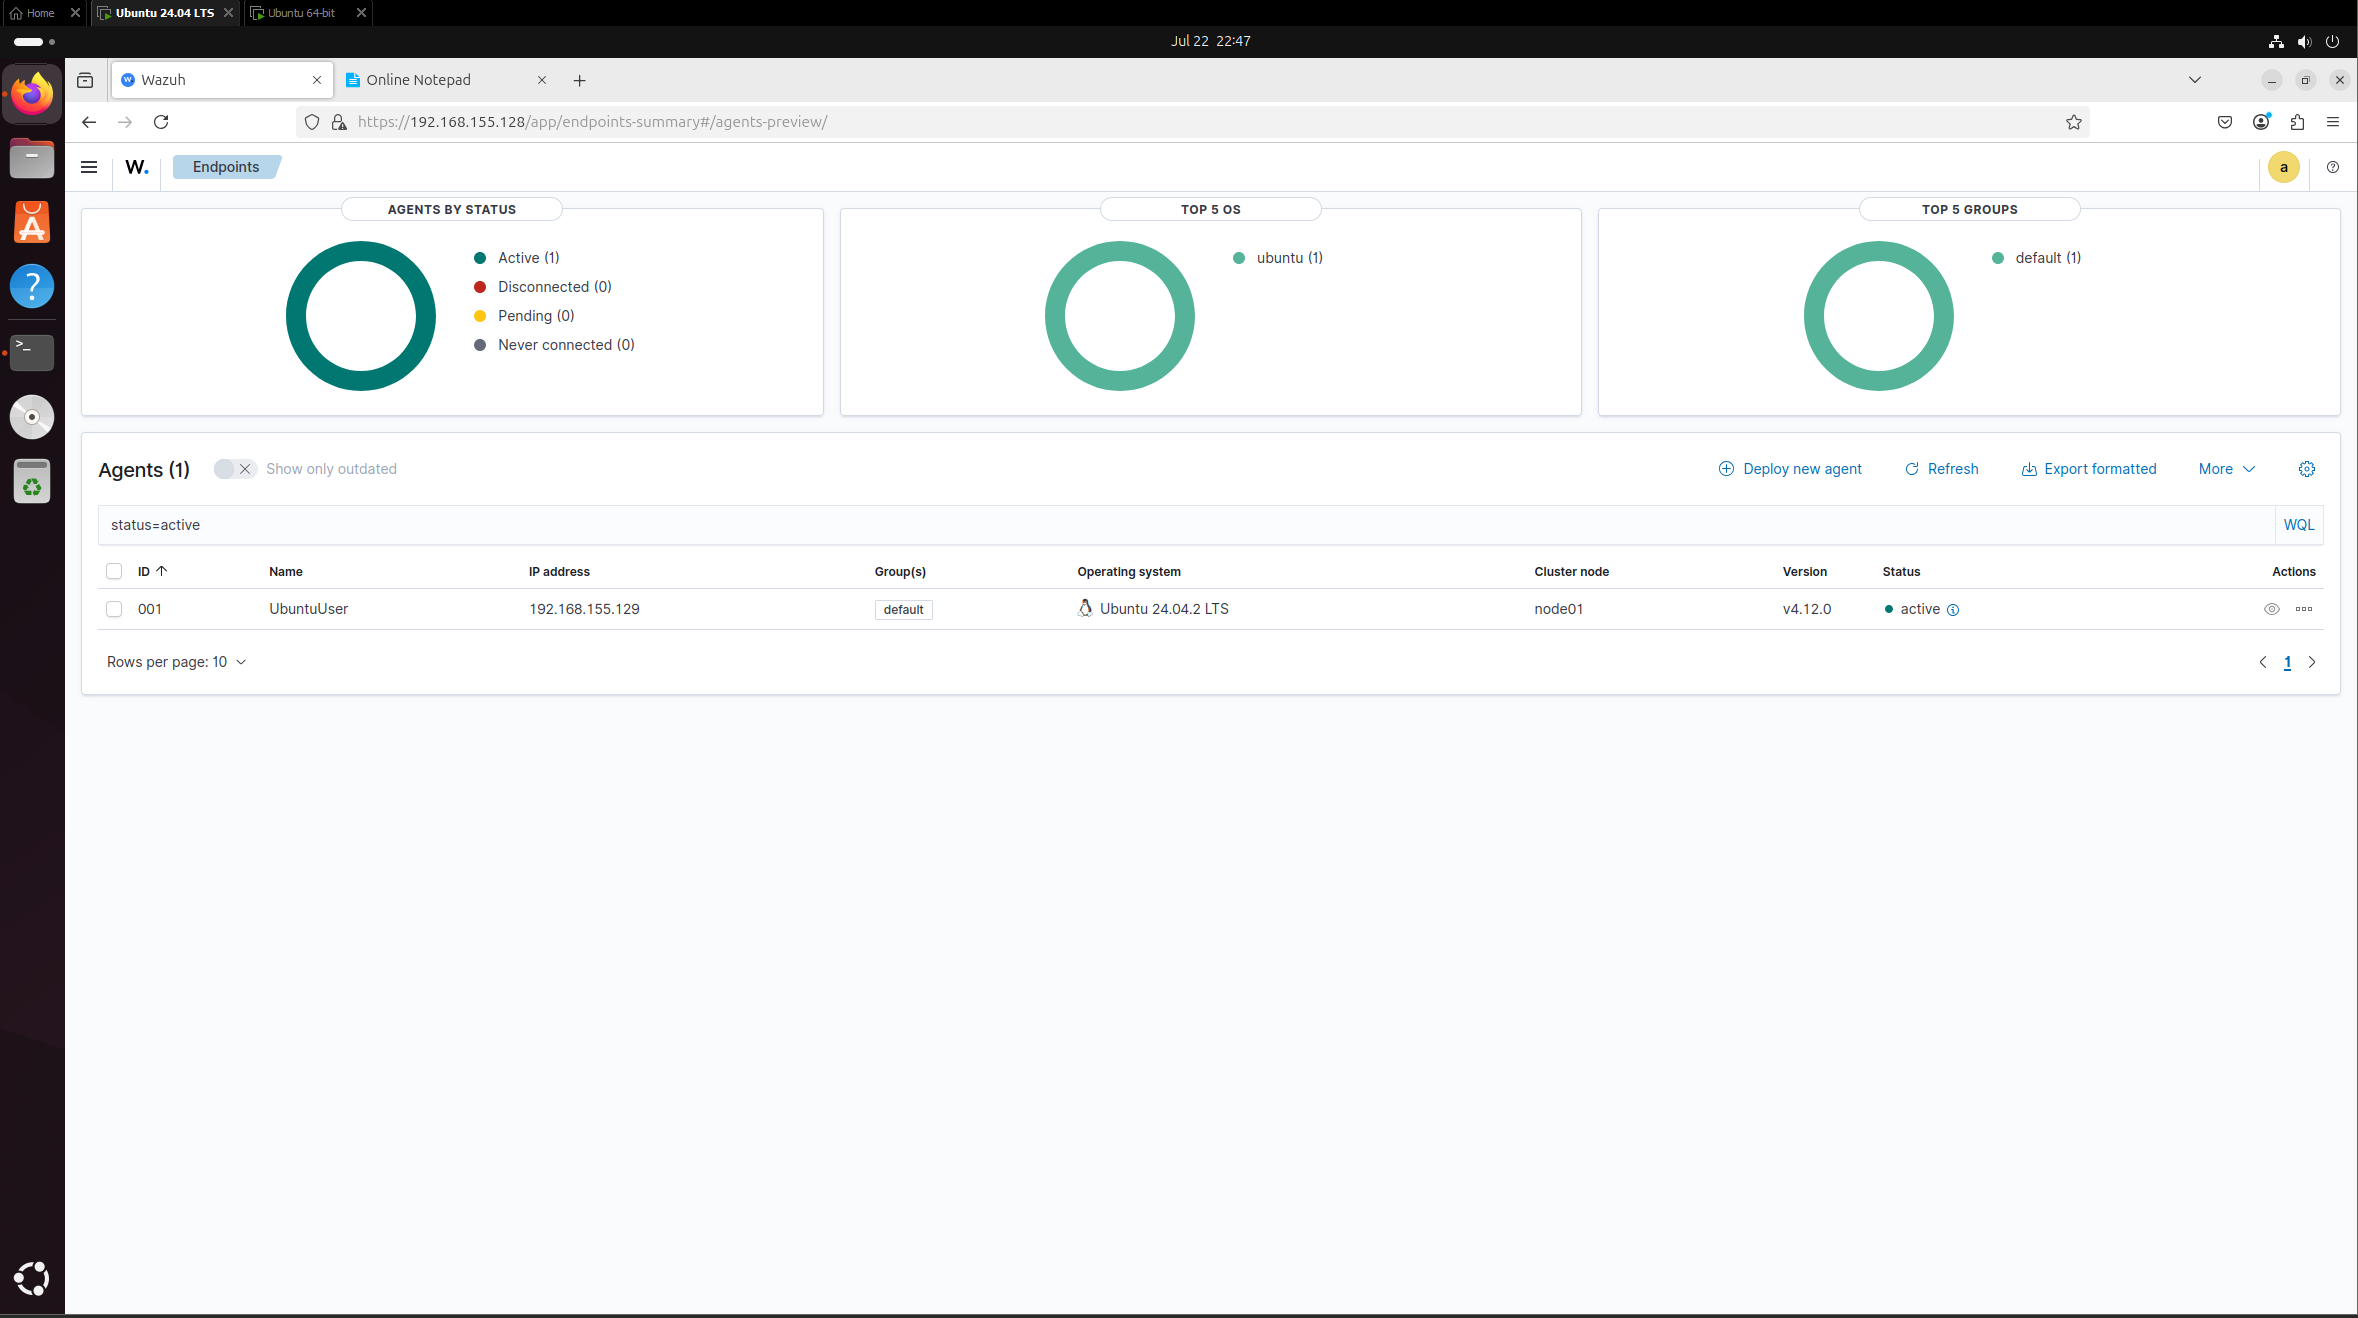 Home
Ubuntu 24.04 LTS
Ubuntu 64-bit
Jul 22 22:47
Wazuh
Online Notepad
https://192.168.155.128/app/endpoints-summary#/agents-preview/
W.
Endpoints
a
AGENTS BY STATUS
Active (1)
Disconnected (0)
Pending (0)
Never connected (0)
TOP 5 OS
ubuntu (1)
TOP 5 GROUPS
default (1)
Agents (1)
Show only outdated
Deploy new agent
Refresh
Export formatted
More
status=active
WQL
ID Name IP address Group(s) Operating system Cluster node Version Status Actions
001 UbuntuUser 192.168.155.129 default Ubuntu 24.04.2 LTS node01 v4.12.0 active
Rows per page: 10
1